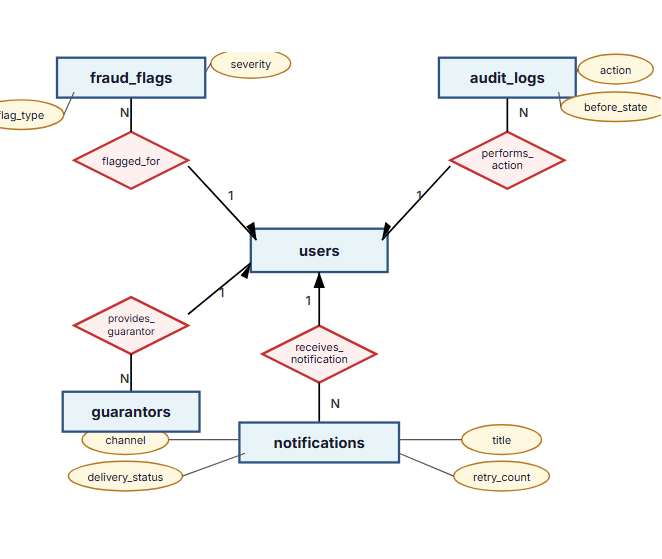 severity
fraud_flags
audit_logs
action
before_state
flag_type
N
N
flagged_for
performs_
action
1
1
users
1
1
provides_
guarantor
receives_
notification
N
N
guarantors
channel
notifications
title
delivery_status
retry_count